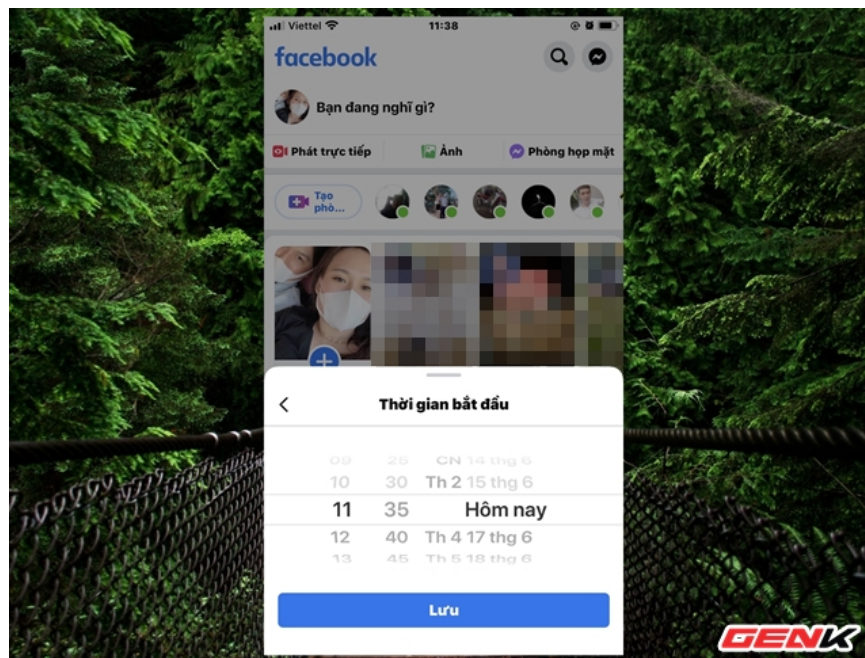 Viettel 11:38
facebook
Bạn đang nghĩ gì?
Phát trực tiếp Ảnh Phòng họp mặt
Tạo
phò...
Thời gian bắt đầu
09 25 CN 14 thg 6
10 30 Th 2 15 thg 6
11 35 Hôm nay
12 40 Th 4 17 thg 6
13 45 Th 5 18 thg 6
Lưu
GENK